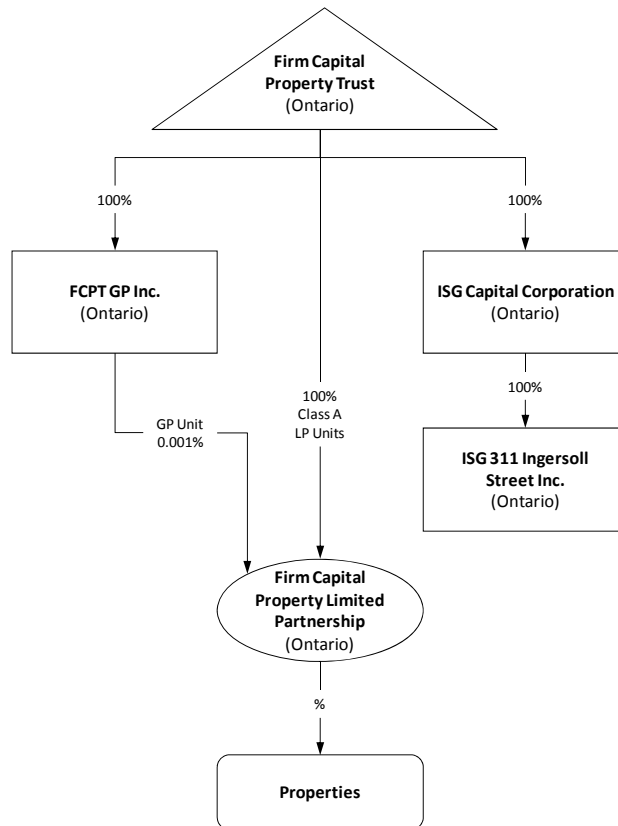 Firm Capital
Property Trust
(Ontario)
100%
100%
FCPT GP Inc.
(Ontario)
ISG Capital Corporation
(Ontario)
100%
Class A
LP Units
100%
GP Unit
0.001%
ISG 311 Ingersoll
Street Inc.
(Ontario)
Firm Capital
Property Limited
Partnership
(Ontario)
%
Properties